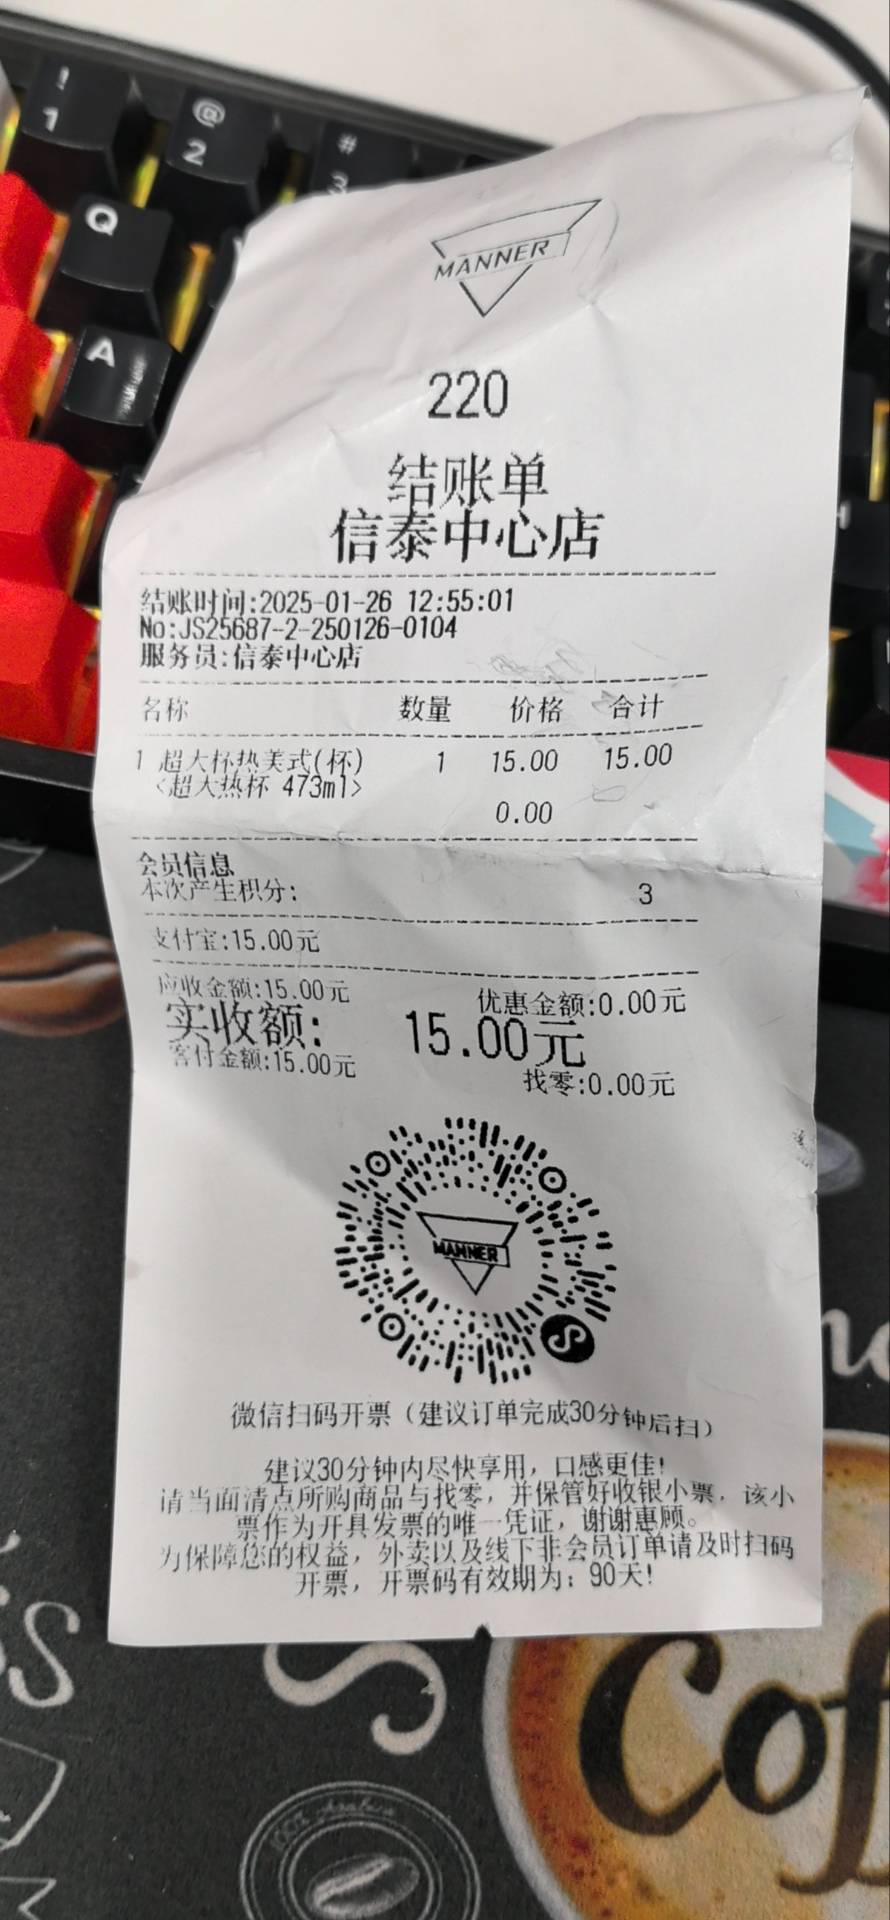 !
1
@
2
#
3
Q
A
H
MANNER
220
结账单
信泰中心店
结账时间:2025-01-26 12:55:01
No:JS25687-2-250126-0104
服务员:信泰中心店
名称 数量 价格 合计
1 超大杯热美式(杯) 1 15.00 15.00
<超大热杯 473ml>
0.00
会员信息
本次产生积分: 3
支付宝:15.00元
应收金额:15.00元 优惠金额:0.00元
实收额: 15.00元
客付金额:15.00元 找零:0.00元
MANNER
微信扫码开票（建议订单完成30分钟后扫）
建议30分钟内尽快享用，口感更佳!
请当面清点所购商品与找零，并保管好收银小票，该小
票作为开具发票的唯一凭证，谢谢惠顾。
为保障您的权益，外卖以及线下非会员订单请及时扫码
开票，开票码有效期为：90天!
Cof
100% Arabica